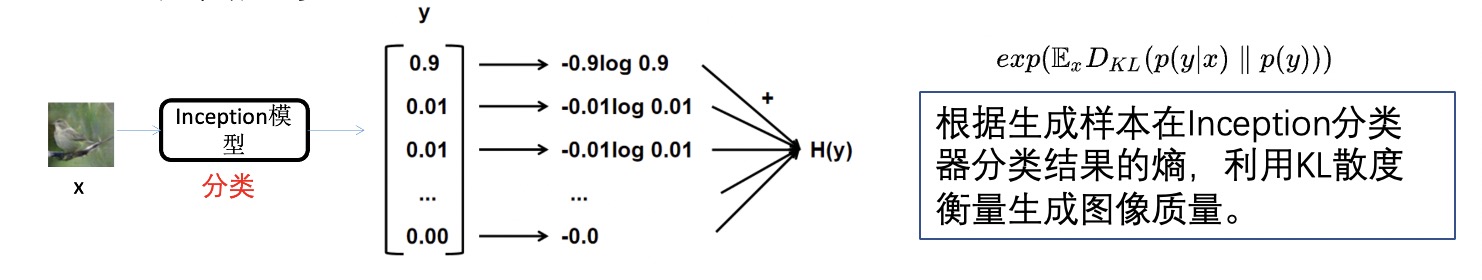 y
0.9
-0.9log 0.9
0.01
-0.01log 0.01
0.01
-0.01log 0.01
...
...
0.00
-0.0
+
H(y)
x
Inception模
型
分类
exp(𝔼ₓD_KL(p(y|x) ∥ p(y)))
根据生成样本在Inception分类
器分类结果的熵，利用KL散度
衡量生成图像质量。